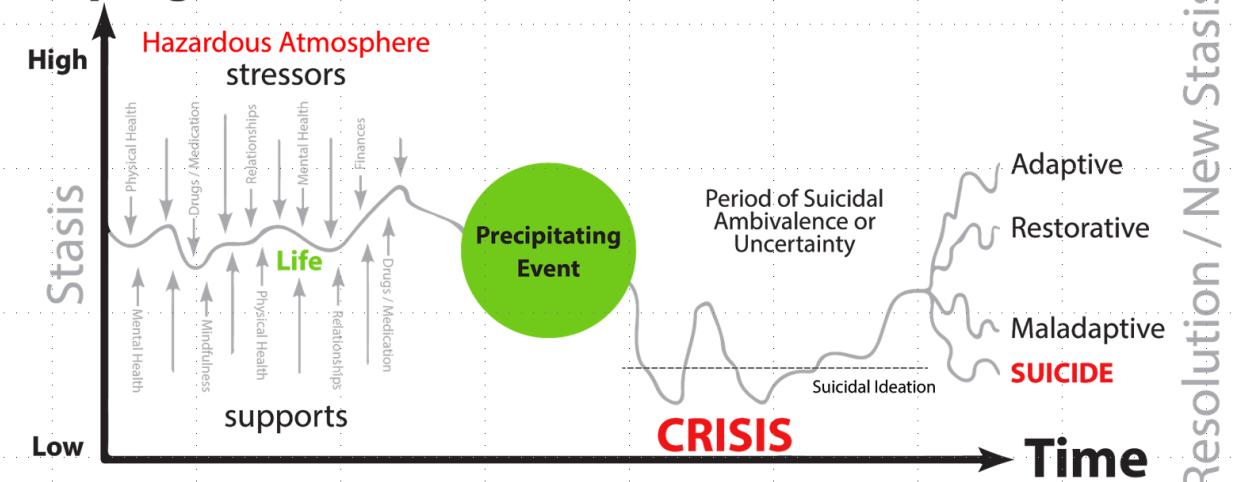 High
Hazardous Atmosphere
stressors
Physical Health
Drugs / Medication
Relationships
Mental Health
Finances
Stasis
Life
Mental Health
Mindfulness
Physical Health
Relationships
Drugs / Medication
supports
Low
Precipitating
Event
Period of Suicidal
Ambivalence or
Uncertainty
Suicidal Ideation
CRISIS
Adaptive
Restorative
Maladaptive
SUICIDE
Time
Resolution / New Stasis